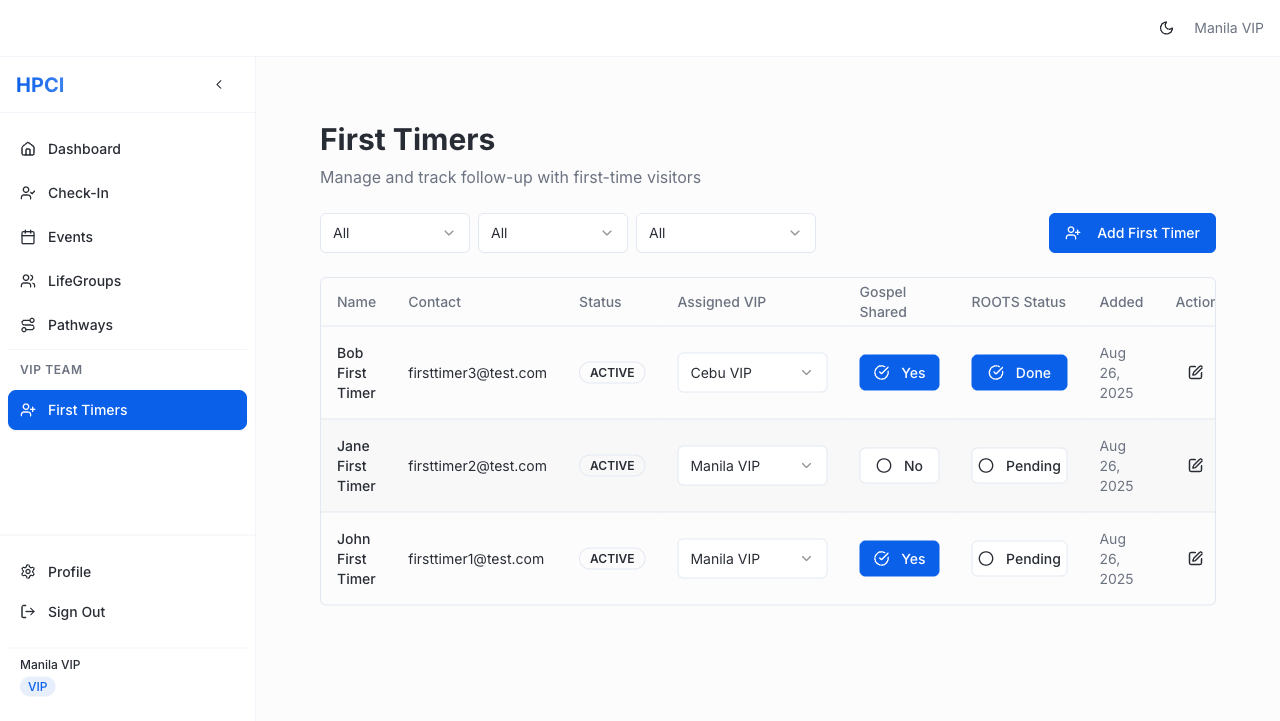 Manila VIP
HPCI
Dashboard
Check-In
Events
LifeGroups
Pathways
VIP TEAM
First Timers
Profile
Sign Out
Manila VIP
VIP
First Timers
Manage and track follow-up with first-time visitors
All
All
All
Add First Timer
Name
Contact
Status
Assigned VIP
Gospel
Shared
ROOTS Status
Added
Action
Bob
First
Timer
firsttimer3@test.com
ACTIVE
Cebu VIP
Yes
Done
Aug
26,
2025
Jane
First
Timer
firsttimer2@test.com
ACTIVE
Manila VIP
No
Pending
Aug
26,
2025
John
First
Timer
firsttimer1@test.com
ACTIVE
Manila VIP
Yes
Pending
Aug
26,
2025